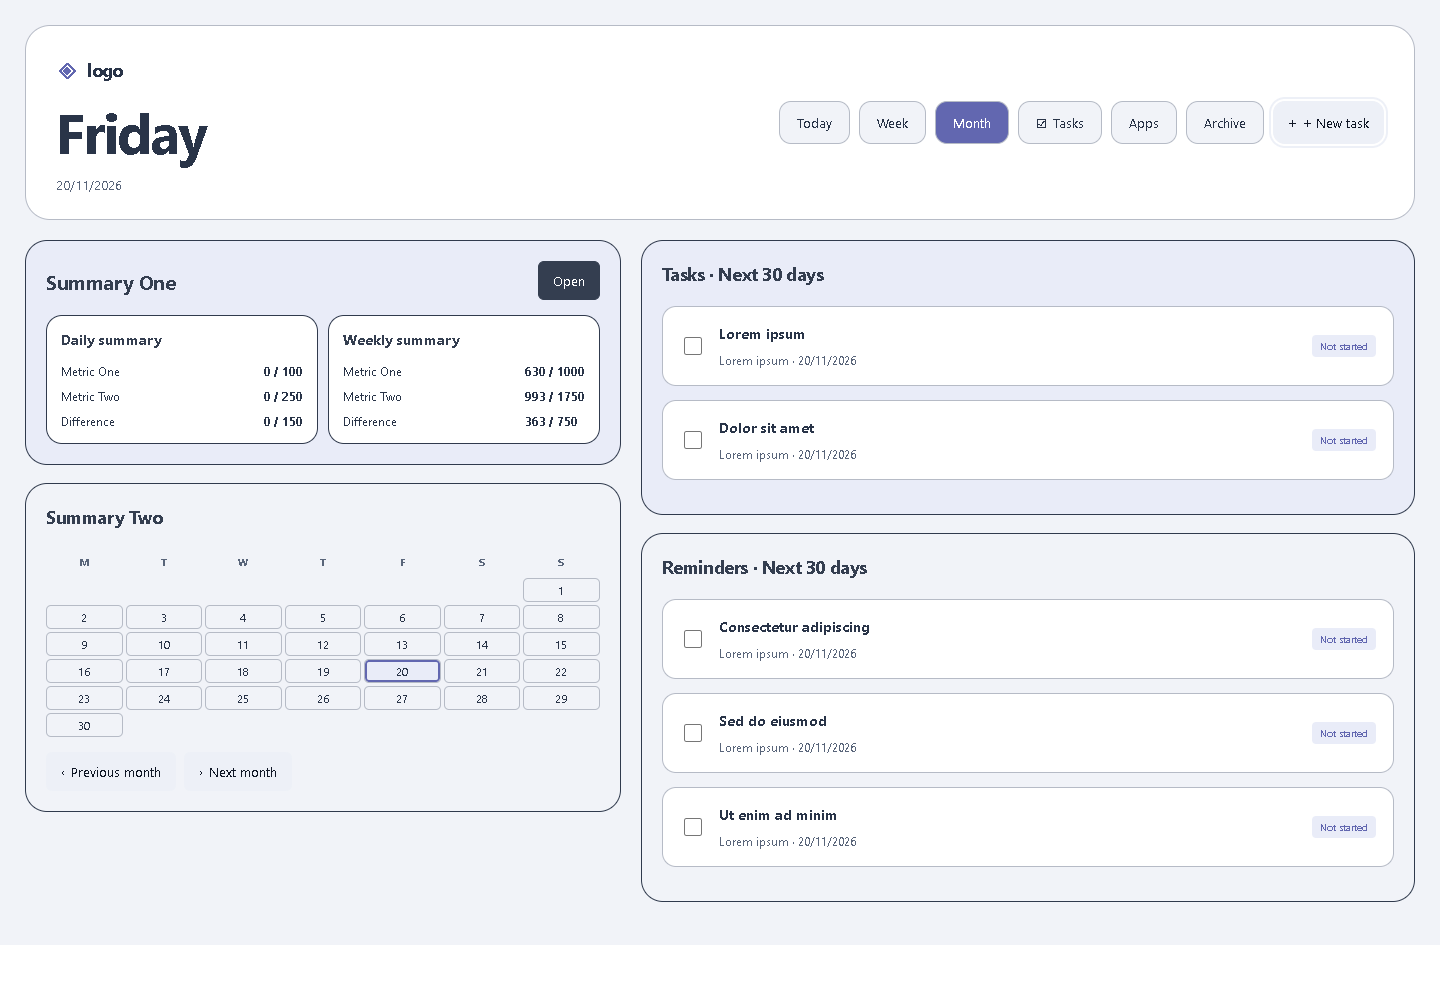 logo
Friday
20/11/2026
Today
Week
Month
☑ Tasks
Apps
Archive
+ + New task
Summary One
Open
Daily summary
Metric One 0 / 100
Metric Two 0 / 250
Difference 0 / 150
Weekly summary
Metric One 630 / 1000
Metric Two 993 / 1750
Difference 363 / 750
Summary Two
M T W T F S S
1
2 3 4 5 6 7 8
9 10 11 12 13 14 15
16 17 18 19 20 21 22
23 24 25 26 27 28 29
30
‹ Previous month
› Next month
Tasks · Next 30 days
Lorem ipsum
Lorem ipsum · 20/11/2026
Not started
Dolor sit amet
Lorem ipsum · 20/11/2026
Not started
Reminders · Next 30 days
Consectetur adipiscing
Lorem ipsum · 20/11/2026
Not started
Sed do eiusmod
Lorem ipsum · 20/11/2026
Not started
Ut enim ad minim
Lorem ipsum · 20/11/2026
Not started